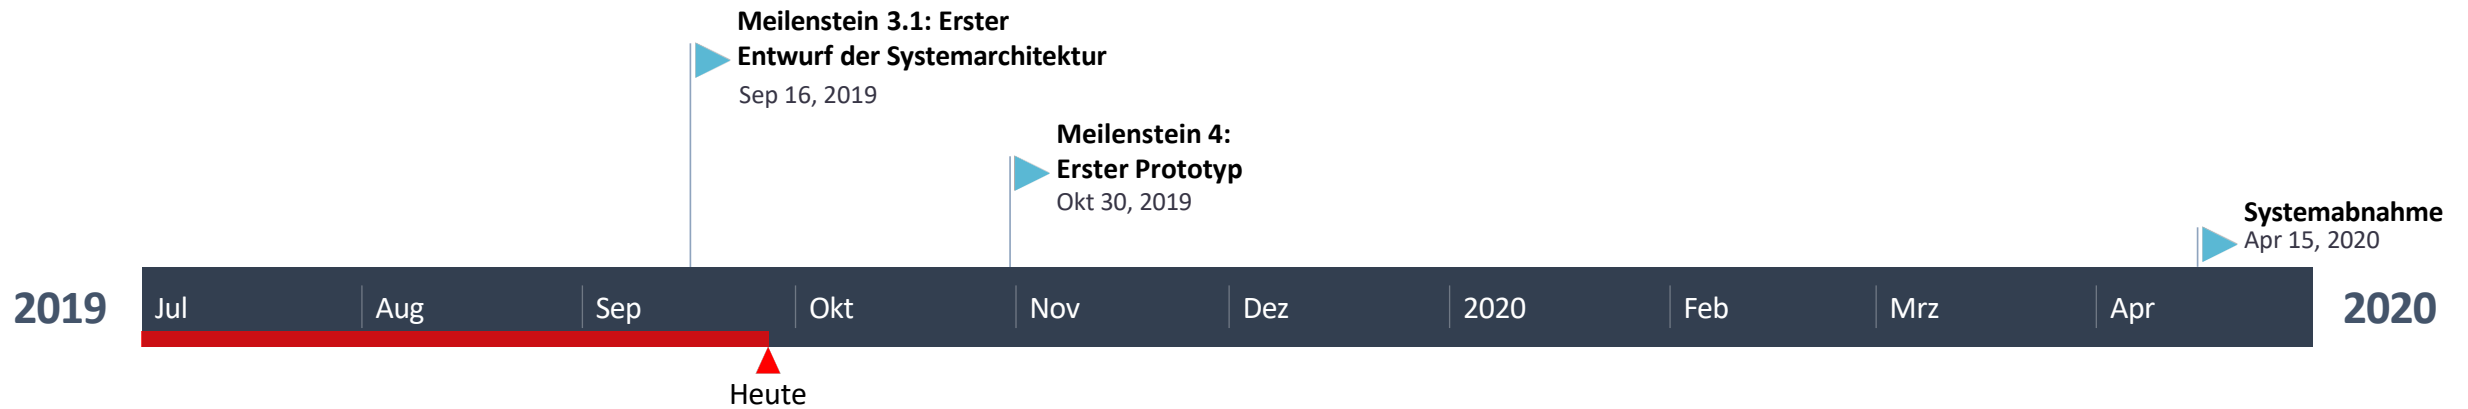 Meilenstein 3.1: Erster
Entwurf der Systemarchitektur
Sep 16, 2019
Meilenstein 4:
Erster Prototyp
Okt 30, 2019
Systemabnahme
Apr 15, 2020
2019 Jul Aug Sep Okt Nov Dez 2020 Feb Mrz Apr 2020
Heute